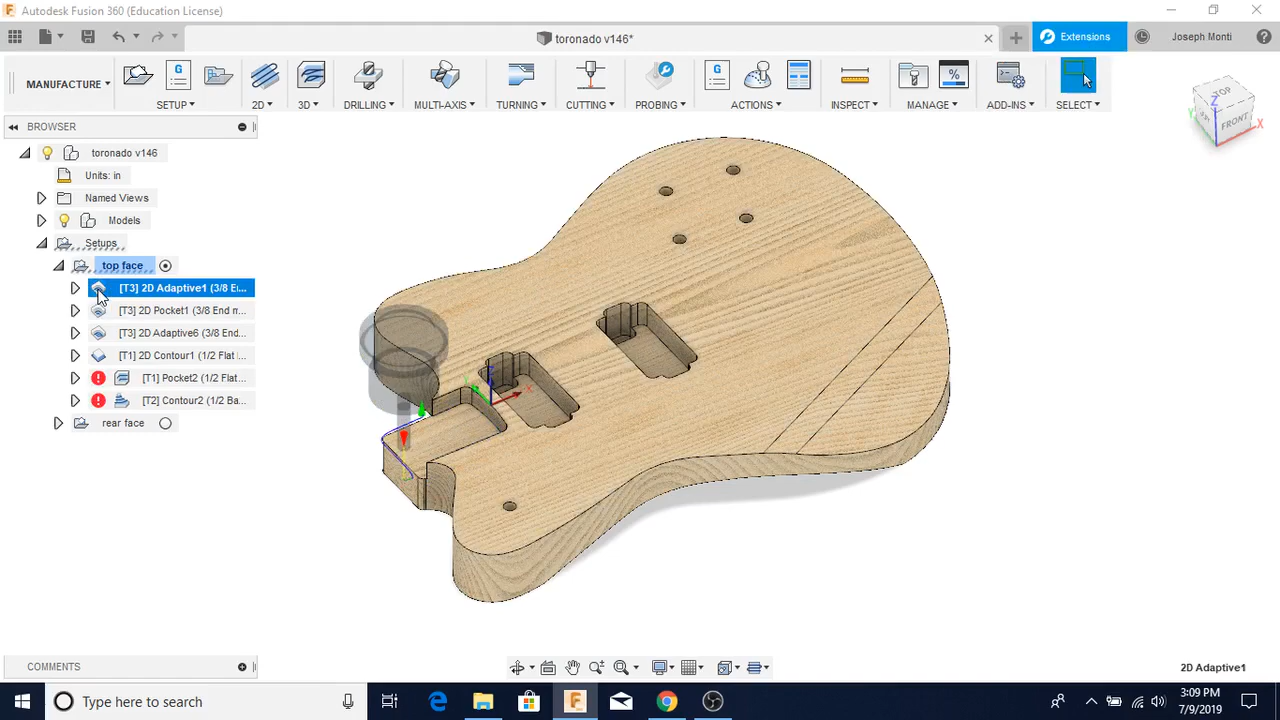 Autodesk Fusion 360 (Education License)
toronado v146*
Extensions
Joseph Monti
MANUFACTURE
SETUP
2D
3D
DRILLING
MULTI-AXIS
TURNING
CUTTING
PROBING
ACTIONS
INSPECT
MANAGE
ADD-INS
SELECT
TOP
FRONT
Z
X
Y
BROWSER
toronado v146
Units: in
Named Views
Models
Setups
top face
[T3] 2D Adaptive1 (3/8 E...
[T3] 2D Pocket1 (3/8 End m...
[T3] 2D Adaptive6 (3/8 End...
[T1] 2D Contour1 (1/2 Flat ...
[T1] Pocket2 (1/2 Flat...
[T2] Contour2 (1/2 Ba...
rear face
COMMENTS
2D Adaptive1
Type here to search
3:09 PM
7/9/2019